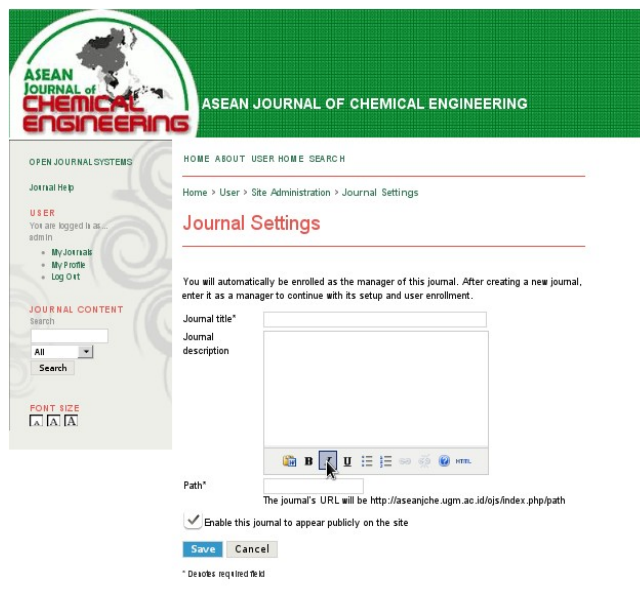 ASEAN
JOURNAL of
CHEMICAL
ENGINEERING
ASEAN JOURNAL OF CHEMICAL ENGINEERING
OPEN JOURNAL SYSTEMS
Journal Help
USER
You are logged in as...
admin
My Journals
My Profile
Log Out
JOURNAL CONTENT
Search
All
Search
FONT SIZE
A A A
HOME ABOUT USER HOME SEARCH
Home > User > Site Administration > Journal Settings
Journal Settings
You will automatically be enrolled as the manager of this journal. After creating a new journal,
enter it as a manager to continue with its setup and user enrollment.
Journal title*
Journal
description
B I U HTML
Path*
The journal's URL will be http://aseanjche.ugm.ac.id/ojs/index.php/path
Enable this journal to appear publicly on the site
Save Cancel
* Denotes required field